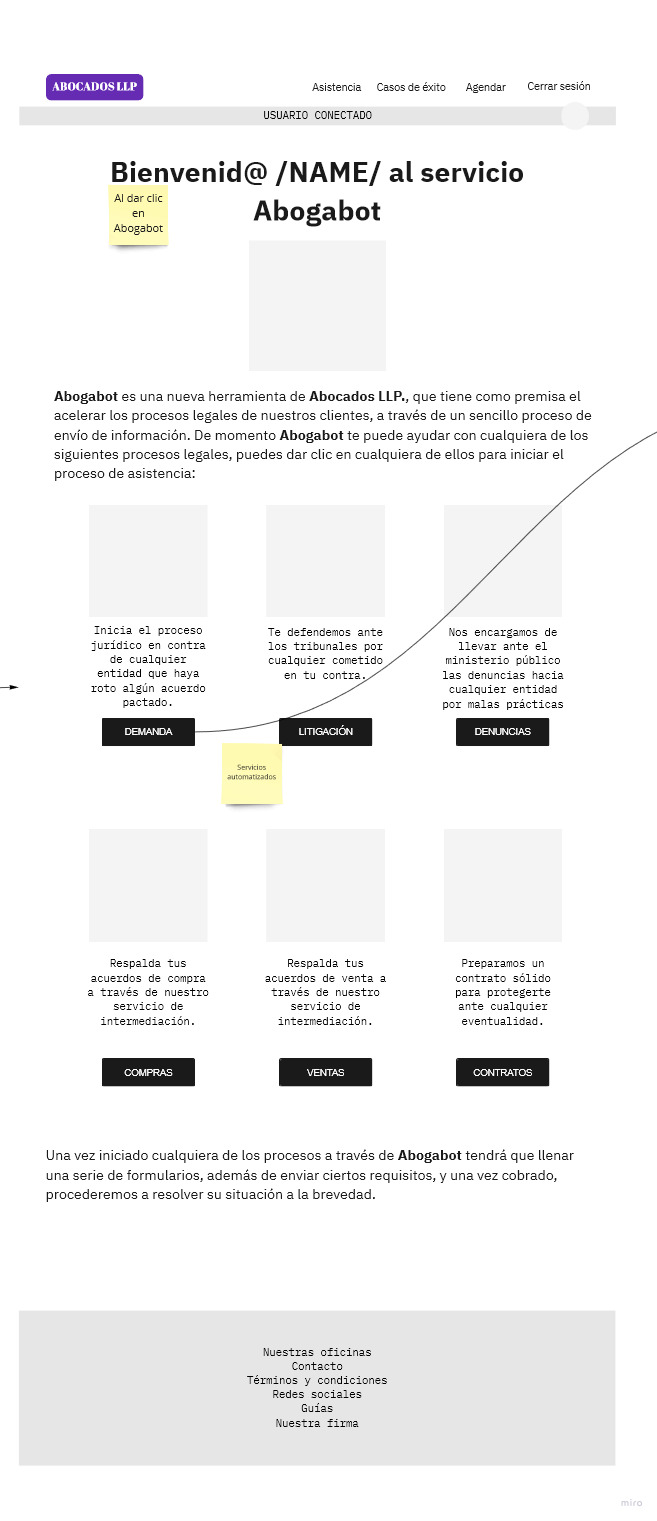 ABOCADOS LLP
Asistencia
Casos de éxito
Agendar
Cerrar sesión
USUARIO CONECTADO
Bienvenid@ /NAME/ al servicio
Abogabot
Al dar clic
en
Abogabot
Abogabot es una nueva herramienta de Abocados LLP., que tiene como premisa el
acelerar los procesos legales de nuestros clientes, a través de un sencillo proceso de
envío de información. De momento Abogabot te puede ayudar con cualquiera de los
siguientes procesos legales, puedes dar clic en cualquiera de ellos para iniciar el
proceso de asistencia:
Inicia el proceso
jurídico en contra
de cualquier
entidad que haya
roto algún acuerdo
pactado.
DEMANDA
Te defendemos ante
los tribunales por
cualquier cometido
en tu contra.
LITIGACIÓN
Nos encargamos de
llevar ante el
ministerio público
las denuncias hacia
cualquier entidad
por malas prácticas
DENUNCIAS
Servicios
automatizados
Respalda tus
acuerdos de compra
a través de nuestro
servicio de
intermediación.
COMPRAS
Respalda tus
acuerdos de venta a
través de nuestro
servicio de
intermediación.
VENTAS
Preparamos un
contrato sólido
para protegerte
ante cualquier
eventualidad.
CONTRATOS
Una vez iniciado cualquiera de los procesos a través de Abogabot tendrá que llenar
una serie de formularios, además de enviar ciertos requisitos, y una vez cobrado,
procederemos a resolver su situación a la brevedad.
Nuestras oficinas
Contacto
Términos y condiciones
Redes sociales
Guías
Nuestra firma
miro